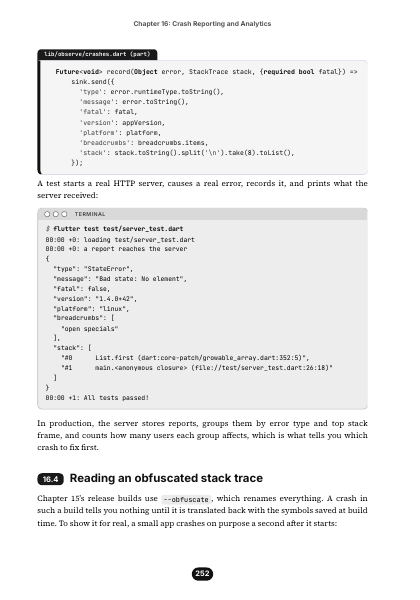 Chapter 16: Crash Reporting and Analytics
lib/observe/crashes.dart (part)
Future<void> record(Object error, StackTrace stack, {required bool fatal}) =>
sink.send({
'type': error.runtimeType.toString(),
'message': error.toString(),
'fatal': fatal,
'version': appVersion,
'platform': platform,
'breadcrumbs': breadcrumbs.items,
'stack': stack.toString().split('\n').take(8).toList(),
});
A test starts a real HTTP server, causes a real error, records it, and prints what the
server received:
TERMINAL
$ flutter test test/server_test.dart
00:00 +0: loading test/server_test.dart
00:00 +0: a report reaches the server
{
"type": "StateError",
"message": "Bad state: No element",
"fatal": false,
"version": "1.4.0+42",
"platform": "linux",
"breadcrumbs": [
"open specials"
],
"stack": [
"#0      List.first (dart:core-patch/growable_array.dart:352:5)",
"#1      main.<anonymous closure> (file://test/server_test.dart:26:18)"
]
}
00:00 +1: All tests passed!
In production, the server stores reports, groups them by error type and top stack
frame, and counts how many users each group affects, which is what tells you which
crash to fix first.
16.4 Reading an obfuscated stack trace
Chapter 15's release builds use --obfuscate, which renames everything. A crash in
such a build tells you nothing until it is translated back with the symbols saved at build
time. To show it for real, a small app crashes on purpose a second after it starts:
252